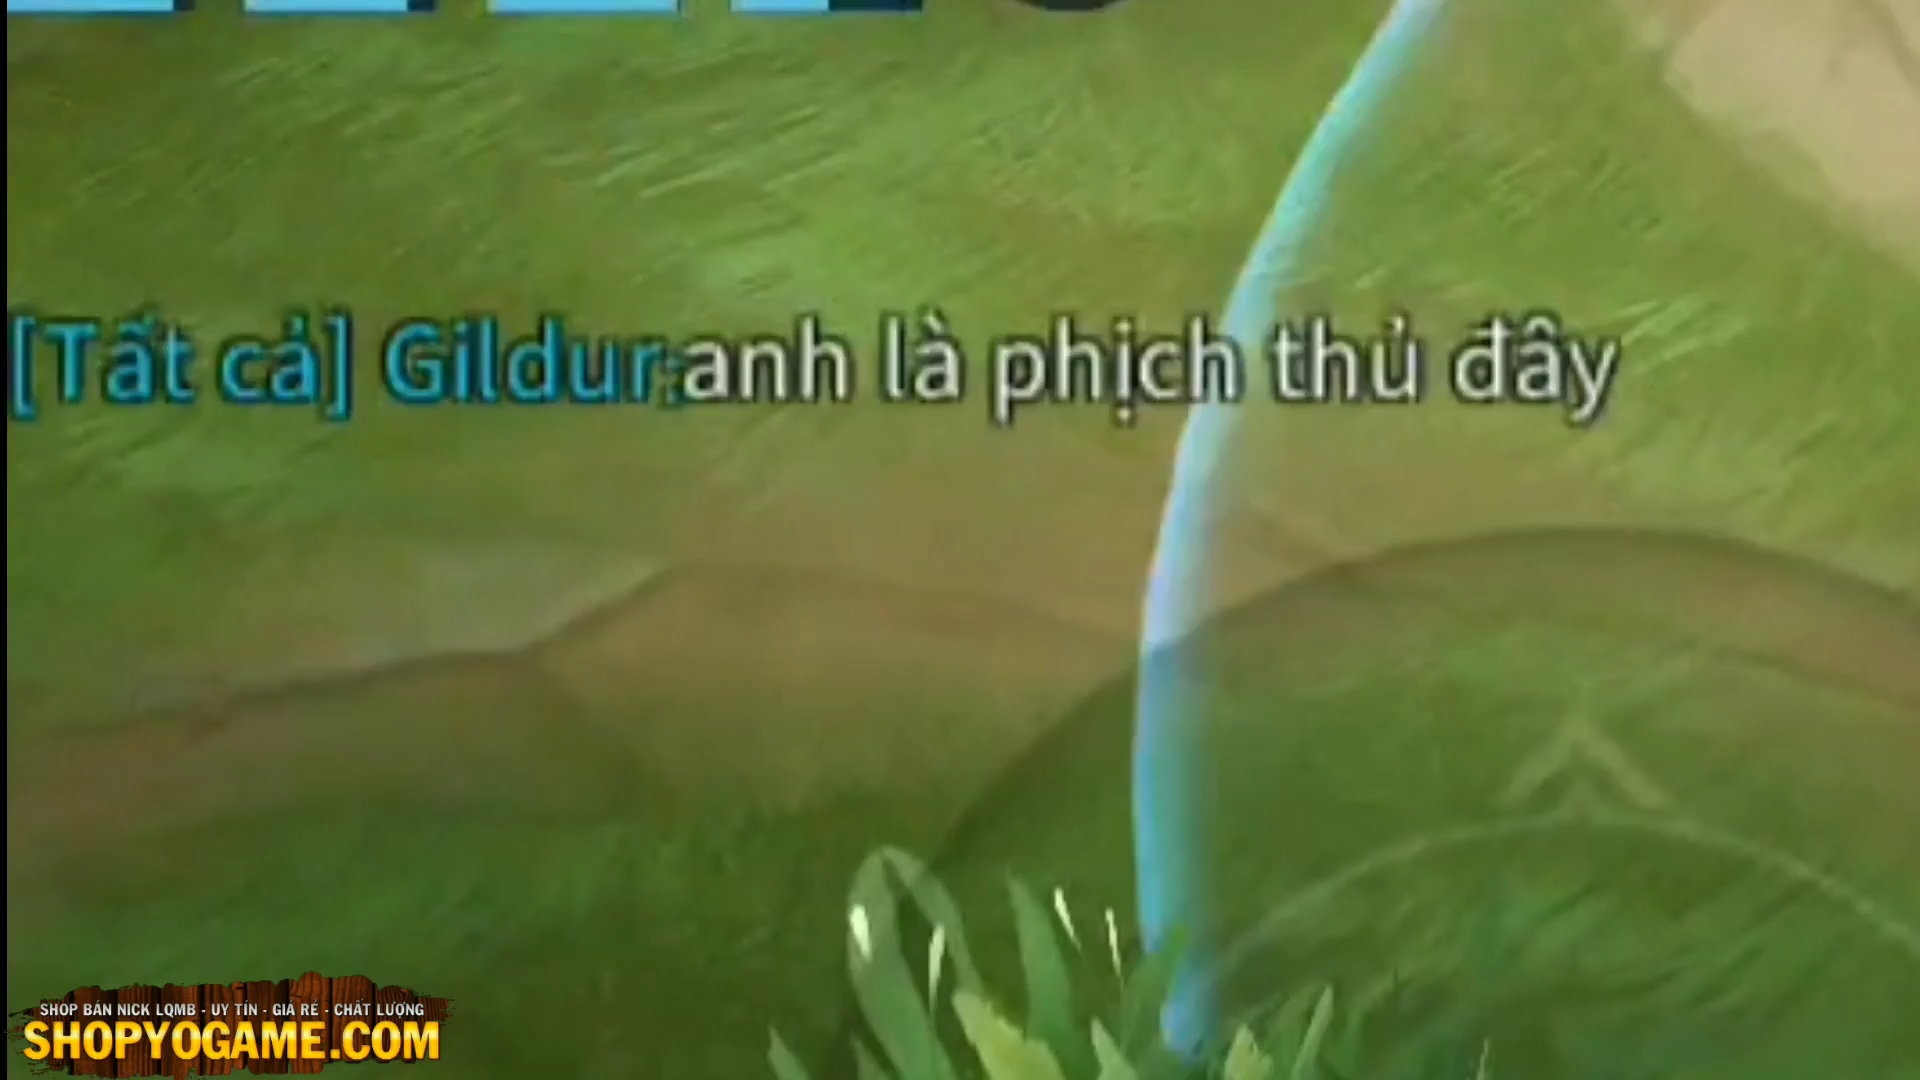 [Tất cả] Gildur:anh là phịch thủ đây
SHOP BÁN NICK LQMB - UY TÍN - GIÁ RẺ - CHẤT LƯỢNG
SHOPYOGAME.COM